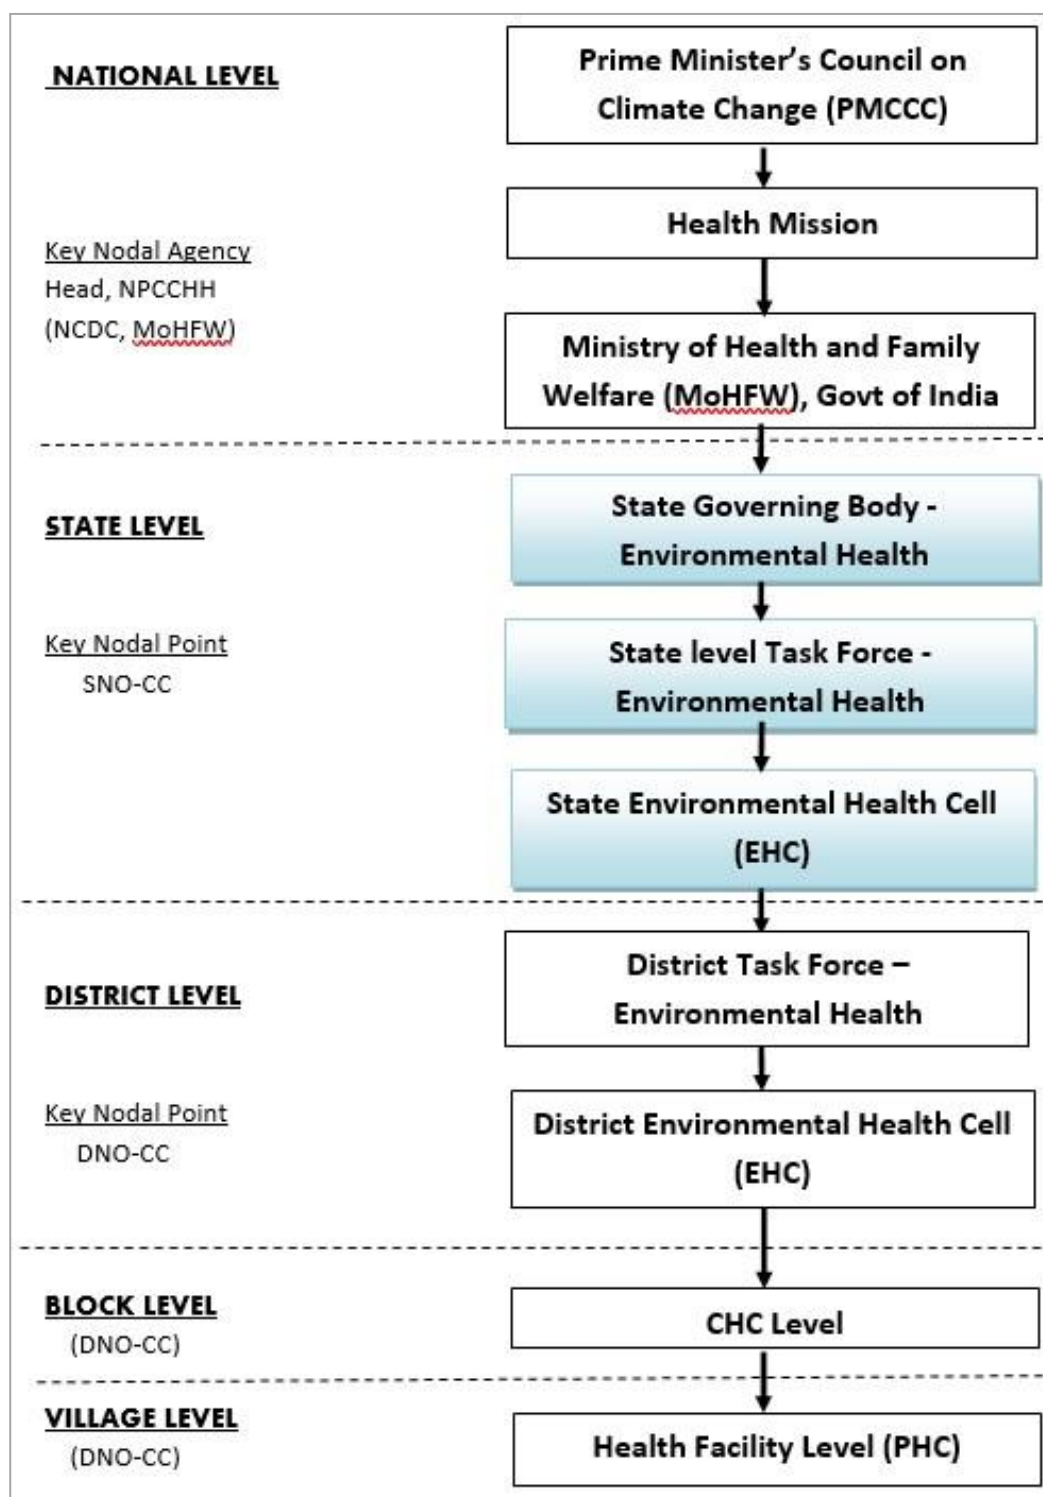 NATIONAL LEVEL
Prime Minister's Council on
Climate Change (PMCCC)
Health Mission
Key Nodal Agency
Head, NPCCHH
(NCDC, MoHFW)
Ministry of Health and Family
Welfare (MoHFW), Govt of India
STATE LEVEL
State Governing Body -
Environmental Health
Key Nodal Point
SNO-CC
State level Task Force -
Environmental Health
State Environmental Health Cell
(EHC)
DISTRICT LEVEL
District Task Force –
Environmental Health
Key Nodal Point
DNO-CC
District Environmental Health Cell
(EHC)
BLOCK LEVEL
(DNO-CC)
CHC Level
VILLAGE LEVEL
(DNO-CC)
Health Facility Level (PHC)